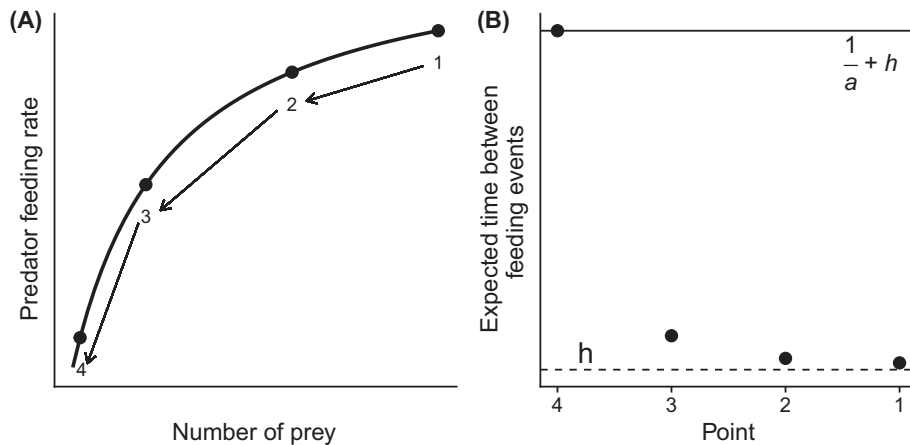 (A)
Predator feeding rate
1
2
3
4
Number of prey
(B)
Expected time between
feeding events
1/a + h
h
4 3 2 1
Point